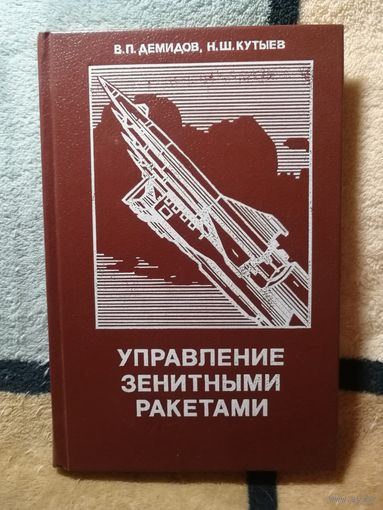 В.П. ДЕМИДОВ, Н.Ш. КУТЫЕВ
УПРАВЛЕНИЕ
ЗЕНИТНЫМИ
РАКЕТАМИ